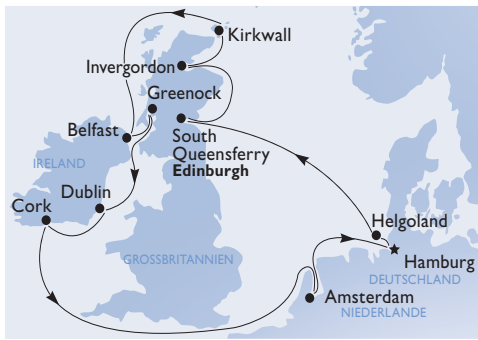 Kirkwall
Invergordon
Greenock
Belfast
South
Queensferry
Edinburgh
IRELAND
Dublin
Cork
Helgoland
GROSSBRITANNIEN
Hamburg
DEUTSCHLAND
Amsterdam
NIEDERLANDE